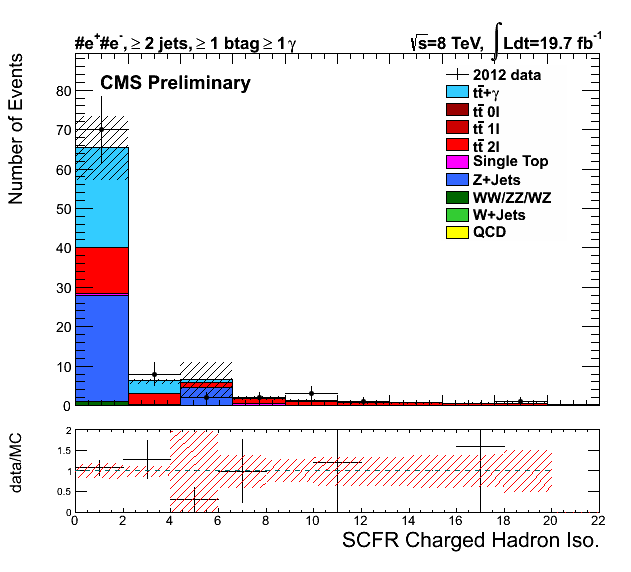 #e⁺#e⁻, ≥ 2 jets, ≥ 1 btag ≥ 1 γ
√s=8 TeV, ∫ Ldt=19.7 fb⁻¹
CMS Preliminary
2012 data
tt̄+γ
tt̄ 0l
tt̄ 1l
tt̄ 2l
Single Top
Z+Jets
WW/ZZ/WZ
W+Jets
QCD
Number of Events
80
70
60
50
40
30
20
10
0
data/MC
2
1.5
1
0.5
0
0 2 4 6 8 10 12 14 16 18 20 22
SCFR Charged Hadron Iso.